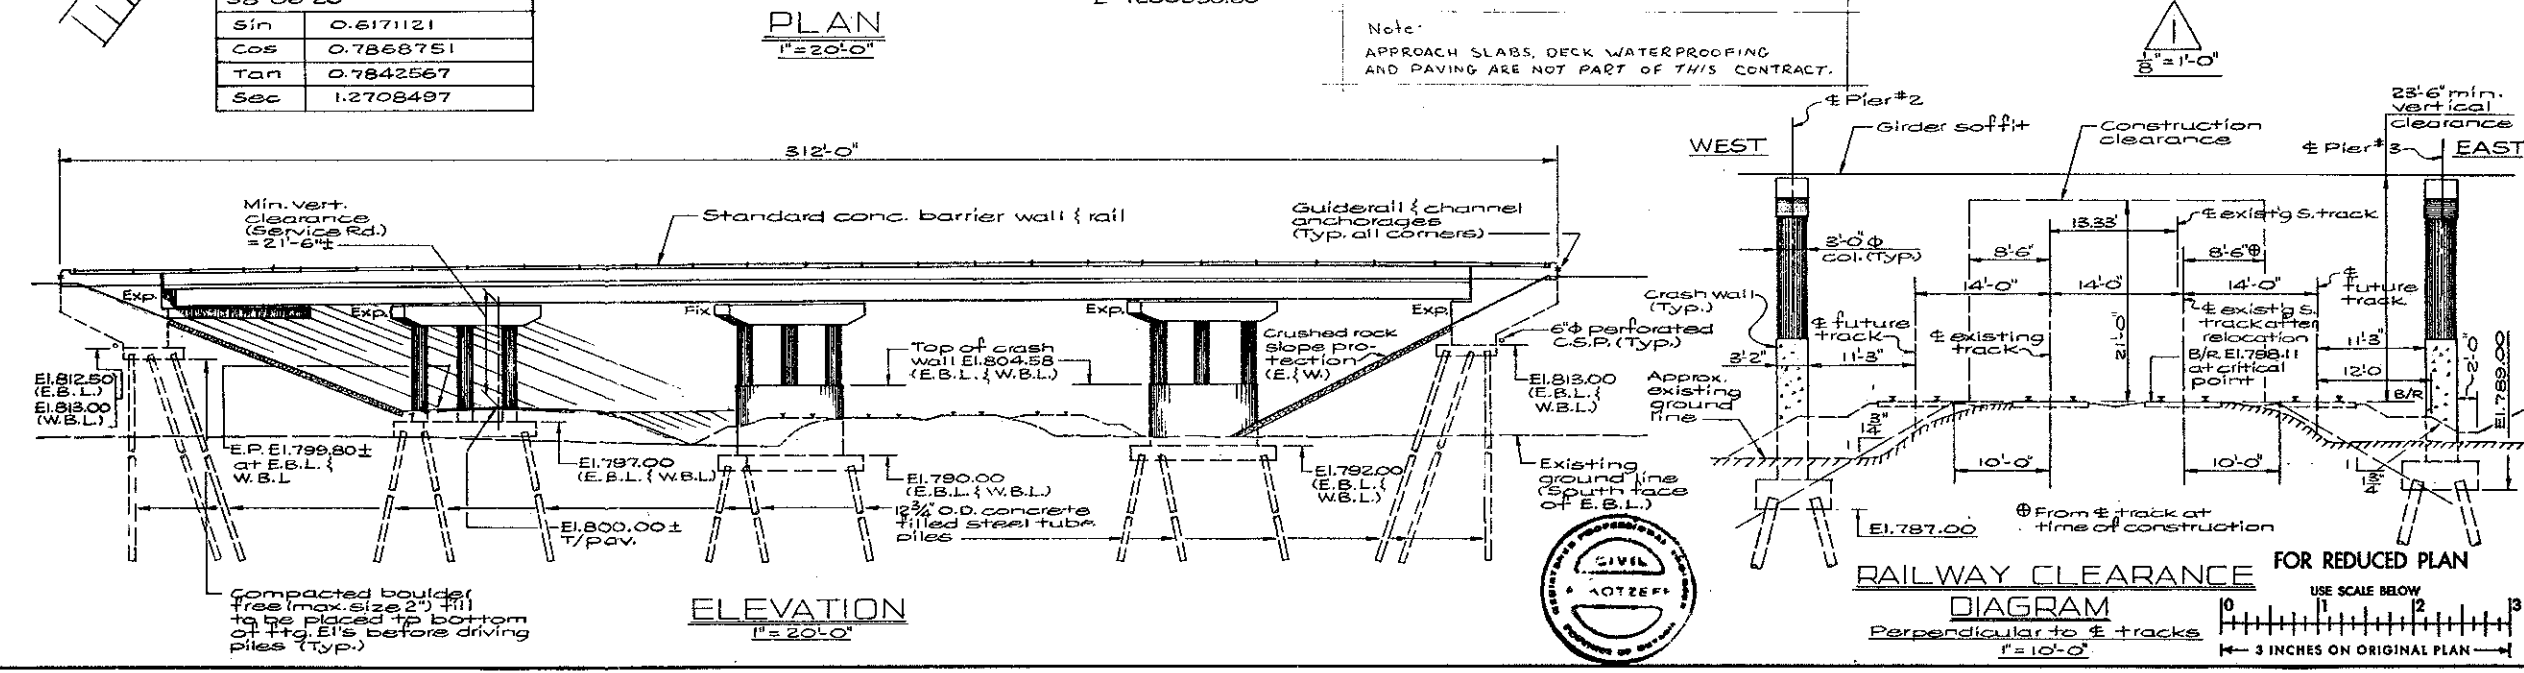 Sin 0.6171121
Cos 0.7868751
Tan 0.7842567
Sec 1.2708497
PLAN
1"=20'-0"
Note·
APPROACH SLABS, DECK WATERPROOFING
AND PAVING ARE NOT PART OF THIS CONTRACT.
1
1/8"=1'-0"
312'-0"
Min. vert.
clearance
(Service Rd.)
=21'-6"±
Standard conc. barrier wall & rail
Guiderail & channel
anchorages
(Typ. all corners)
Exp.
Exp.
Fix
Exp.
Exp.
Top of crash
wall El.804.58
(E.B.L. & W.B.L.)
Crushed rock
slope pro-
tection
(E. & W.)
6"φ perforated
C.S.P. (Typ.)
El.812.50
(E.B.L.)
El.813.00
(W.B.L.)
E.P. El.799.80±
at E.B.L. &
W.B.L
El.797.00
(E.B.L. & W.B.L)
El.790.00
(E.B.L. & W.B.L)
12 3/4" O.D. concrete
filled steel tube
piles
El.792.00
(E.B.L. &
W.B.L.)
El.813.00
(E.B.L. &
W.B.L.)
Existing
ground line
(South face
of E.B.L.)
El.800.00±
T/pav.
Compacted boulder
free (max. size 2") fill
to be placed to bottom
of ftg. El's before driving
piles (Typ.)
ELEVATION
1"=20'-0"
CIVIL
℄ Pier #2
WEST
Girder soffit
Construction
clearance
23'-6" min.
vertical
clearance
℄ Pier #3
EAST
3'-0"φ
col. (Typ.)
13.33'
℄ exist'g S. track
8'-6"
8'-6"⊕
14'-0"
14'-0"
14'-0"
℄
future
track
Crash wall
(Typ.)
℄ future
track
℄ existing
track
21'-0"
℄ exist'g S.
track after
relocation
3'-2"
11'-3"
B/R El.798.11
at critical
point
11'-3"
12'-0
2'-0
El.789.00
Approx.
existing
ground
line
B/R
1 3/4
1
10'-0"
10'-0"
1
1 3/4
El.787.00
⊕ From ℄ track at
time of construction
RAILWAY CLEARANCE
DIAGRAM
Perpendicular to ℄ tracks
1"=10'-0"
FOR REDUCED PLAN
USE SCALE BELOW
0 1 2 3
3 INCHES ON ORIGINAL PLAN